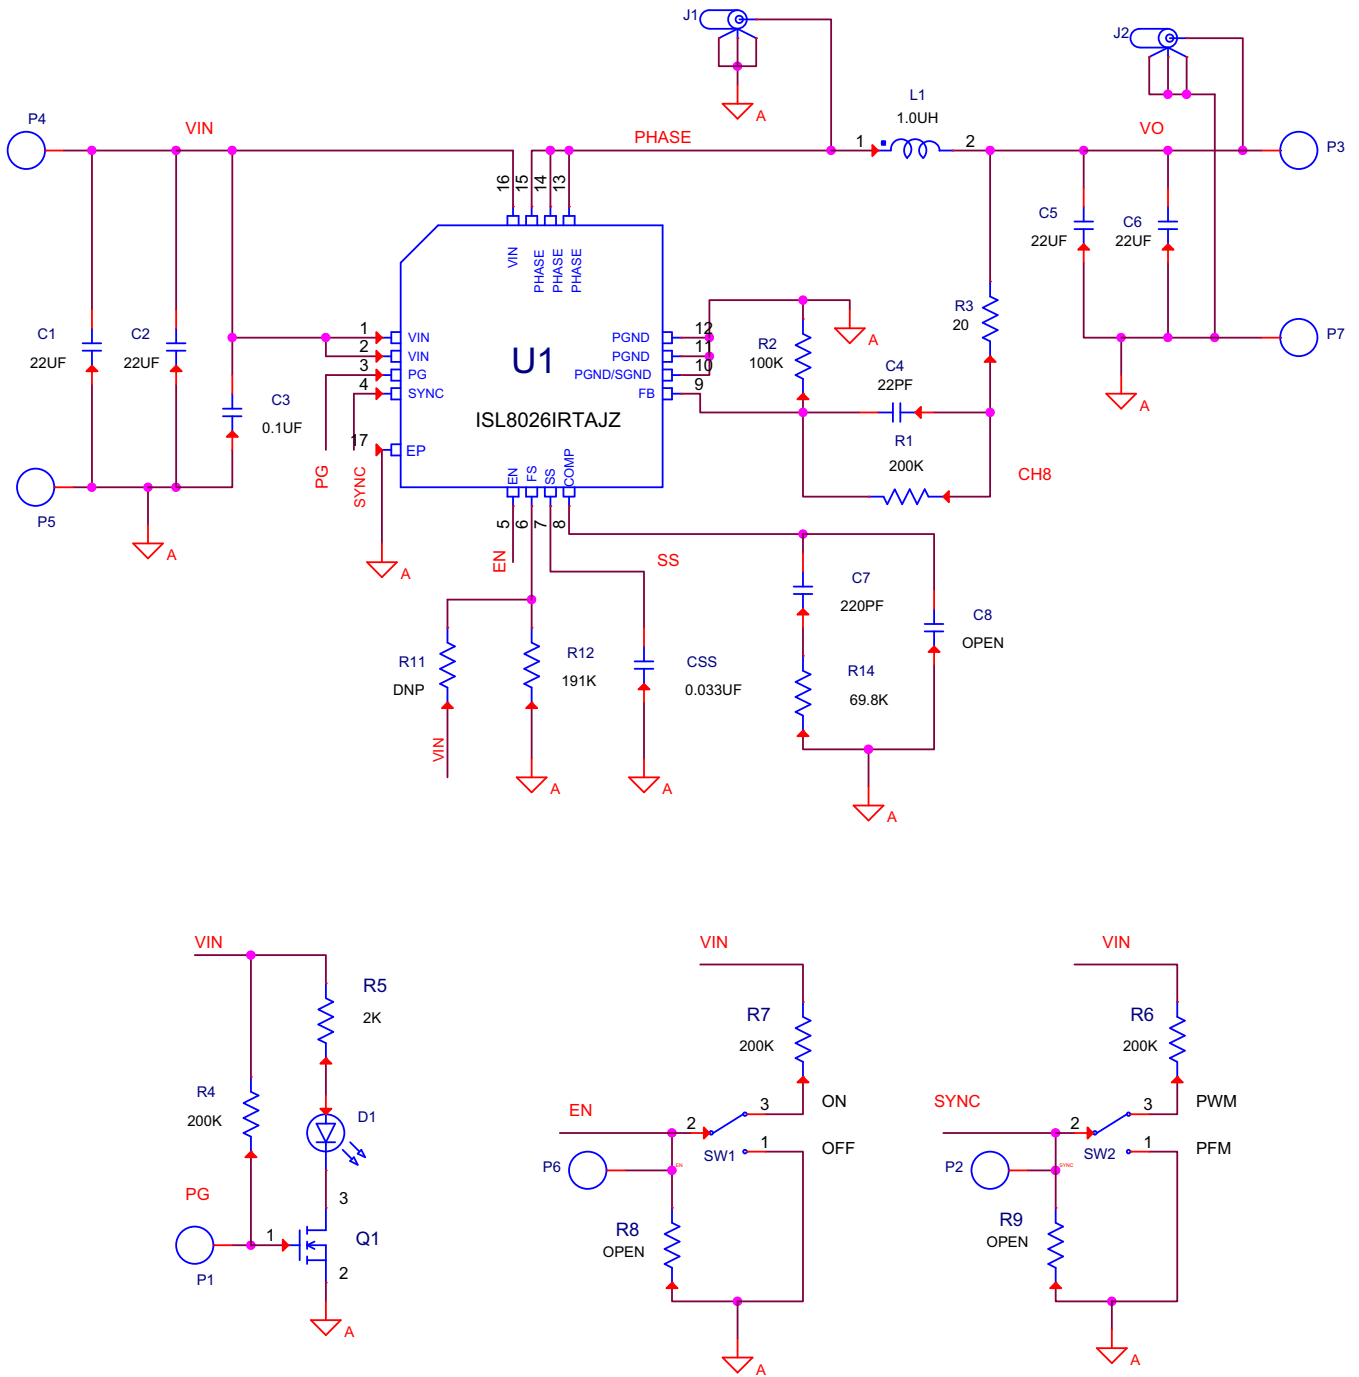 J1
A
J2
P4
VIN
PHASE
L1
1.0UH
1
2
VO
P3
16
15
14
13
VIN
PHASE
PHASE
PHASE
C5
22UF
C6
22UF
C1
22UF
C2
22UF
1
2
3
4
17
VIN
VIN
PG
SYNC
EP
U1
ISL8026IRTAJZ
PGND
PGND
PGND/SGND
FB
12
11
10
9
R2
100K
A
R3
20
P7
C4
22PF
A
C3
0.1UF
R1
200K
CH8
PG
SYNC
P5
A
A
EN
FS
SS
COMP
5
6
7
8
EN
SS
C7
220PF
C8
OPEN
R11
DNP
R12
191K
CSS
0.033UF
R14
69.8K
VIN
A
A
A
VIN
R5
2K
R4
200K
D1
PG
3
1
Q1
2
P1
A
VIN
R7
200K
EN
2
3
ON
SW1
1
OFF
P6
EN
R8
OPEN
A
VIN
R6
200K
SYNC
2
3
PWM
SW2
1
PFM
P2
SYNC
R9
OPEN
A